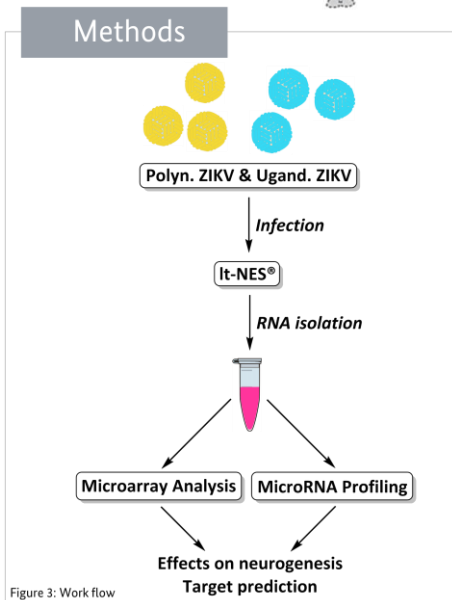 Methods
Polyn. ZIKV & Ugand. ZIKV
Infection
lt-NES®
RNA isolation
Microarray Analysis
MicroRNA Profiling
Effects on neurogenesis
Target prediction
Figure 3: Work flow